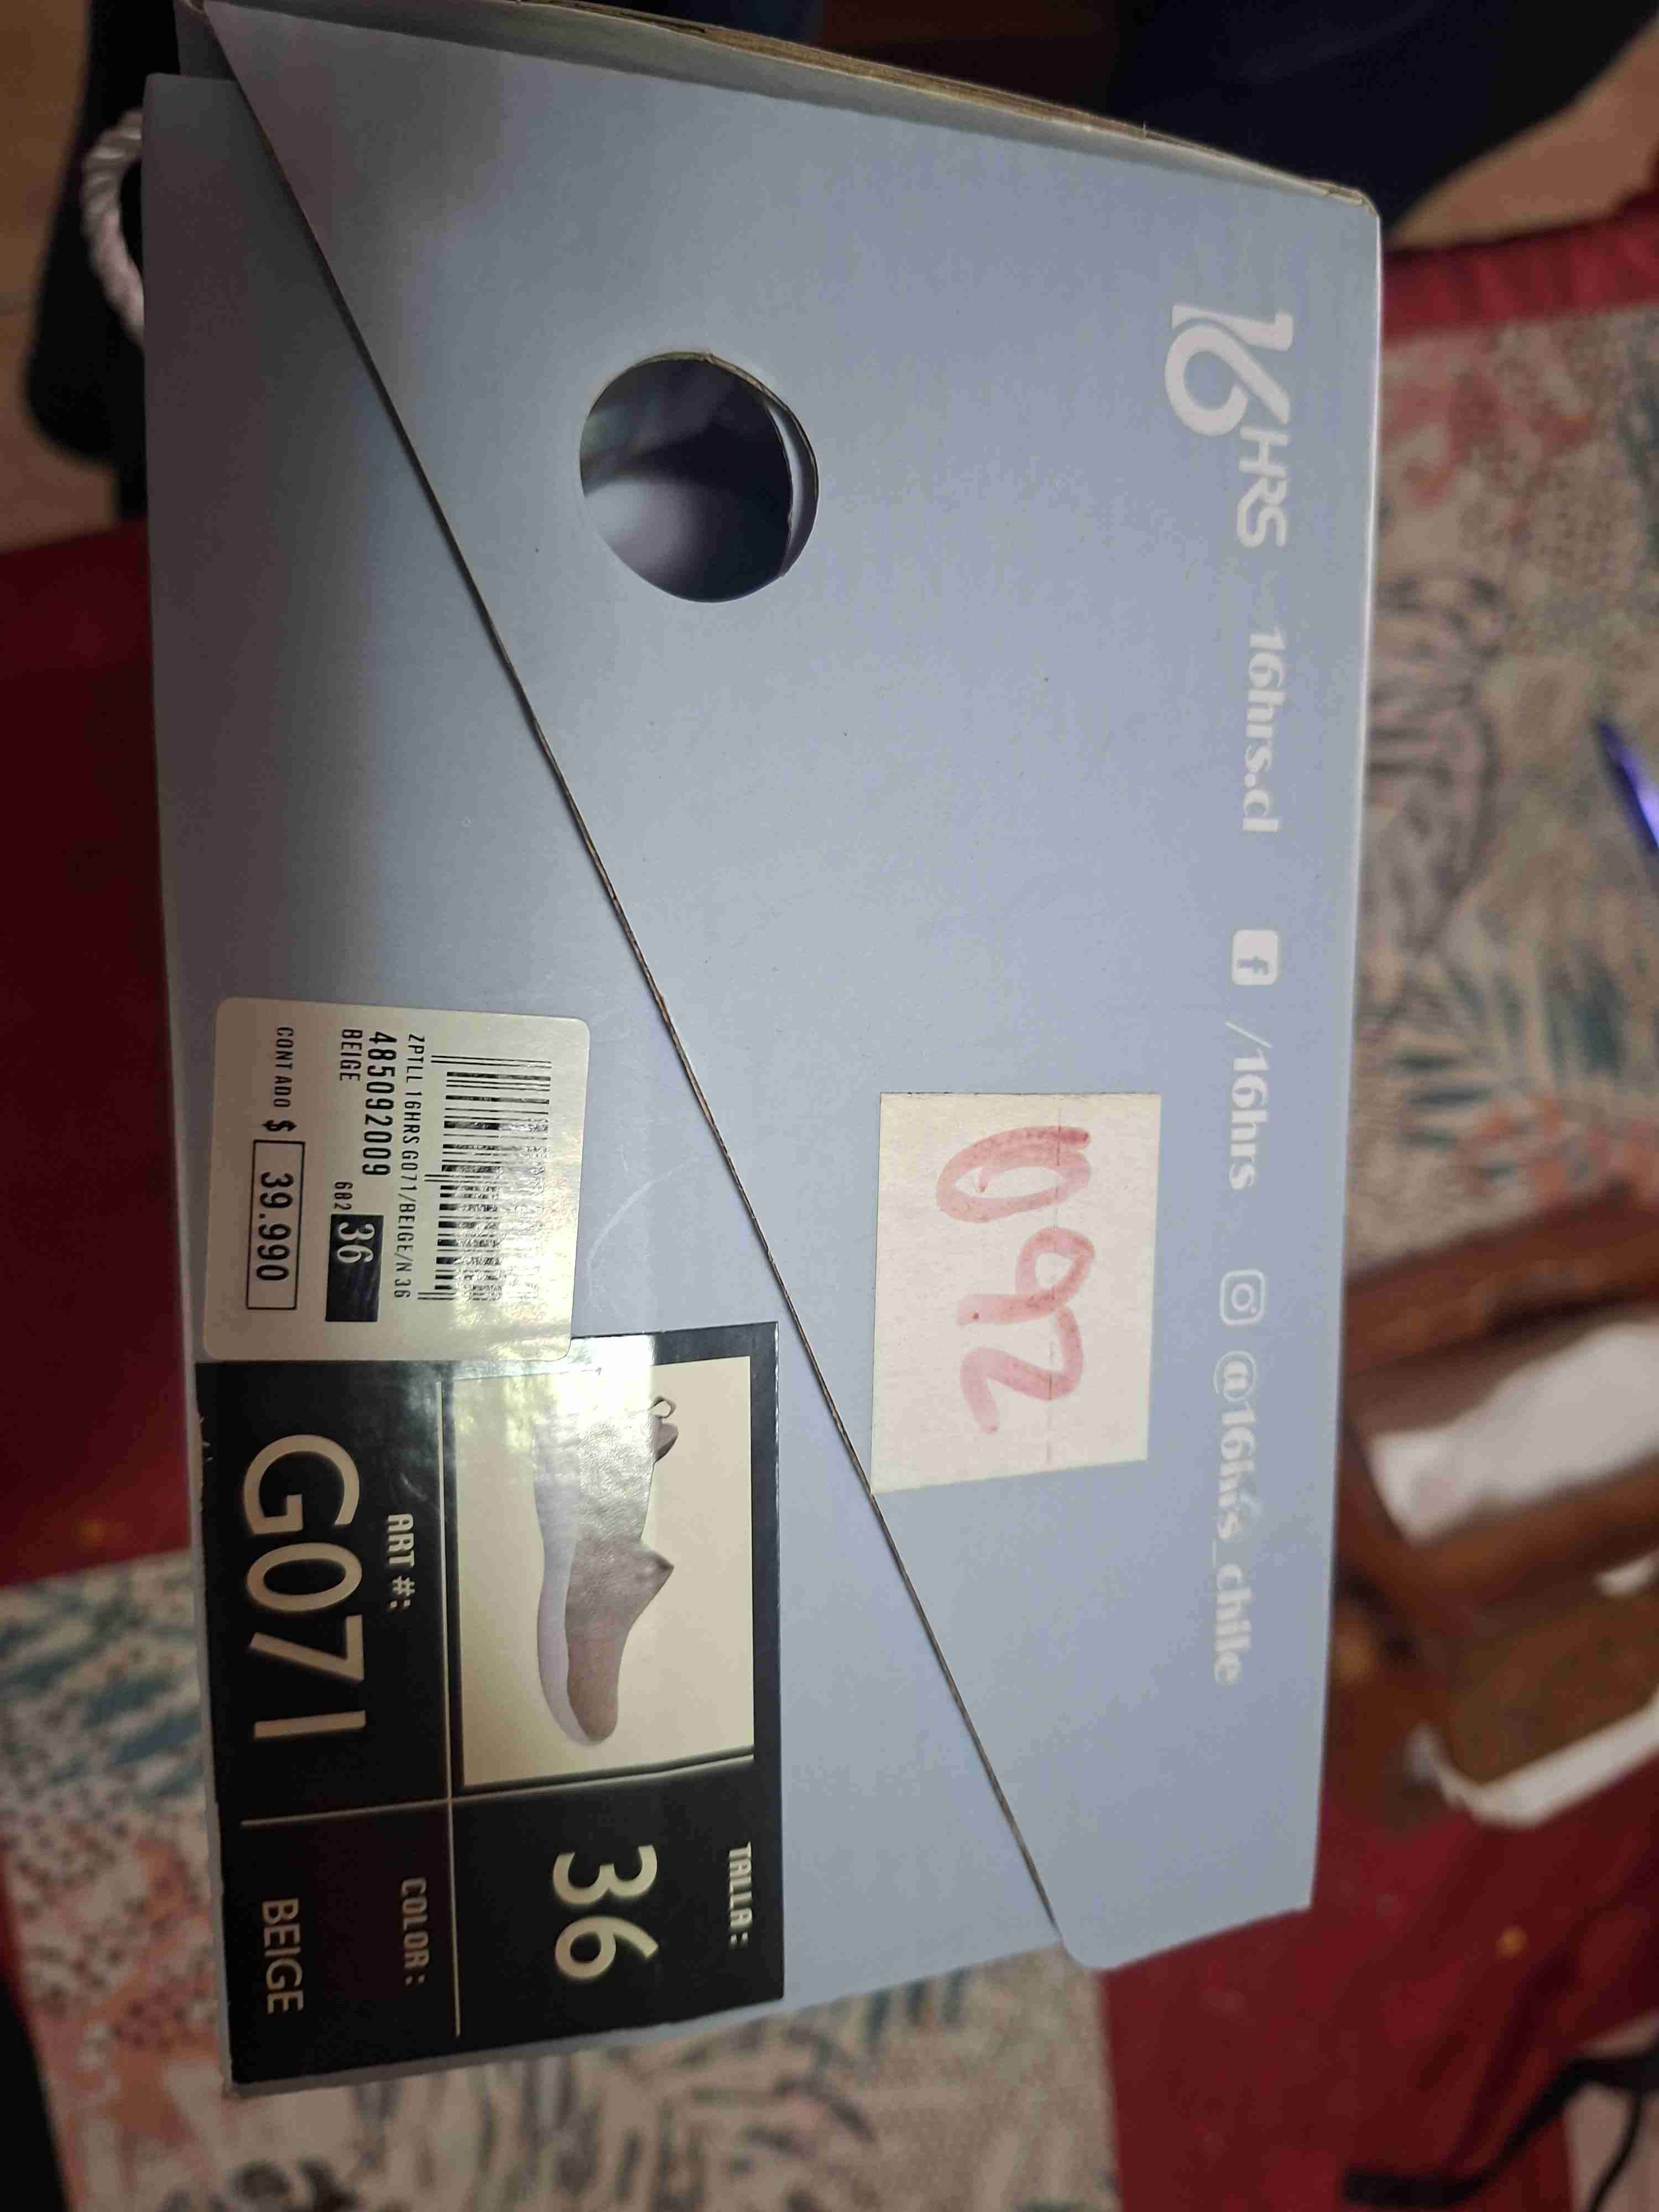 16HRS 16hrs.cl /16hrs @16hrs_chile
092
ZPTLL 16HRS G071/BEIGE/N 36
485092009
BEIGE
682 36
CONTADO $ 39.990
TALLA:
36
ART #:
G071
COLOR:
BEIGE